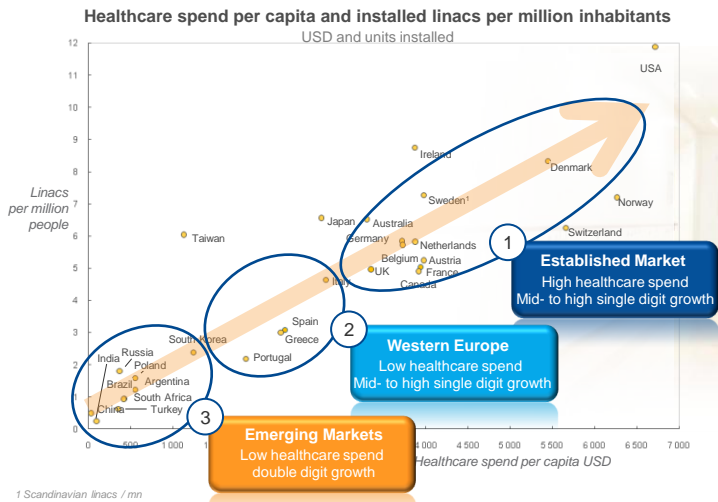 Healthcare spend per capita and installed linacs per million inhabitants
USD and units installed
12
11
10
9
8
7
6
5
4
3
2
1
0
Linacs
per million
people
USA
Ireland
Denmark
Sweden¹
Norway
Japan
Australia
Switzerland
Taiwan
Germany
Netherlands
1
Belgium
Austria
UK
France
Italy
Canada
Established Market
High healthcare spend
Mid- to high single digit growth
Spain
2
Greece
South Korea
Portugal
Western Europe
Low healthcare spend
Mid- to high single digit growth
India
Russia
Poland
Brazil
Argentina
South Africa
China
Turkey
3
Emerging Markets
Low healthcare spend
double digit growth
0
500
1 000
4 000
4 500
5 000
5 500
6 000
6 500
7 000
Healthcare spend per capita USD
1 Scandinavian linacs / mn